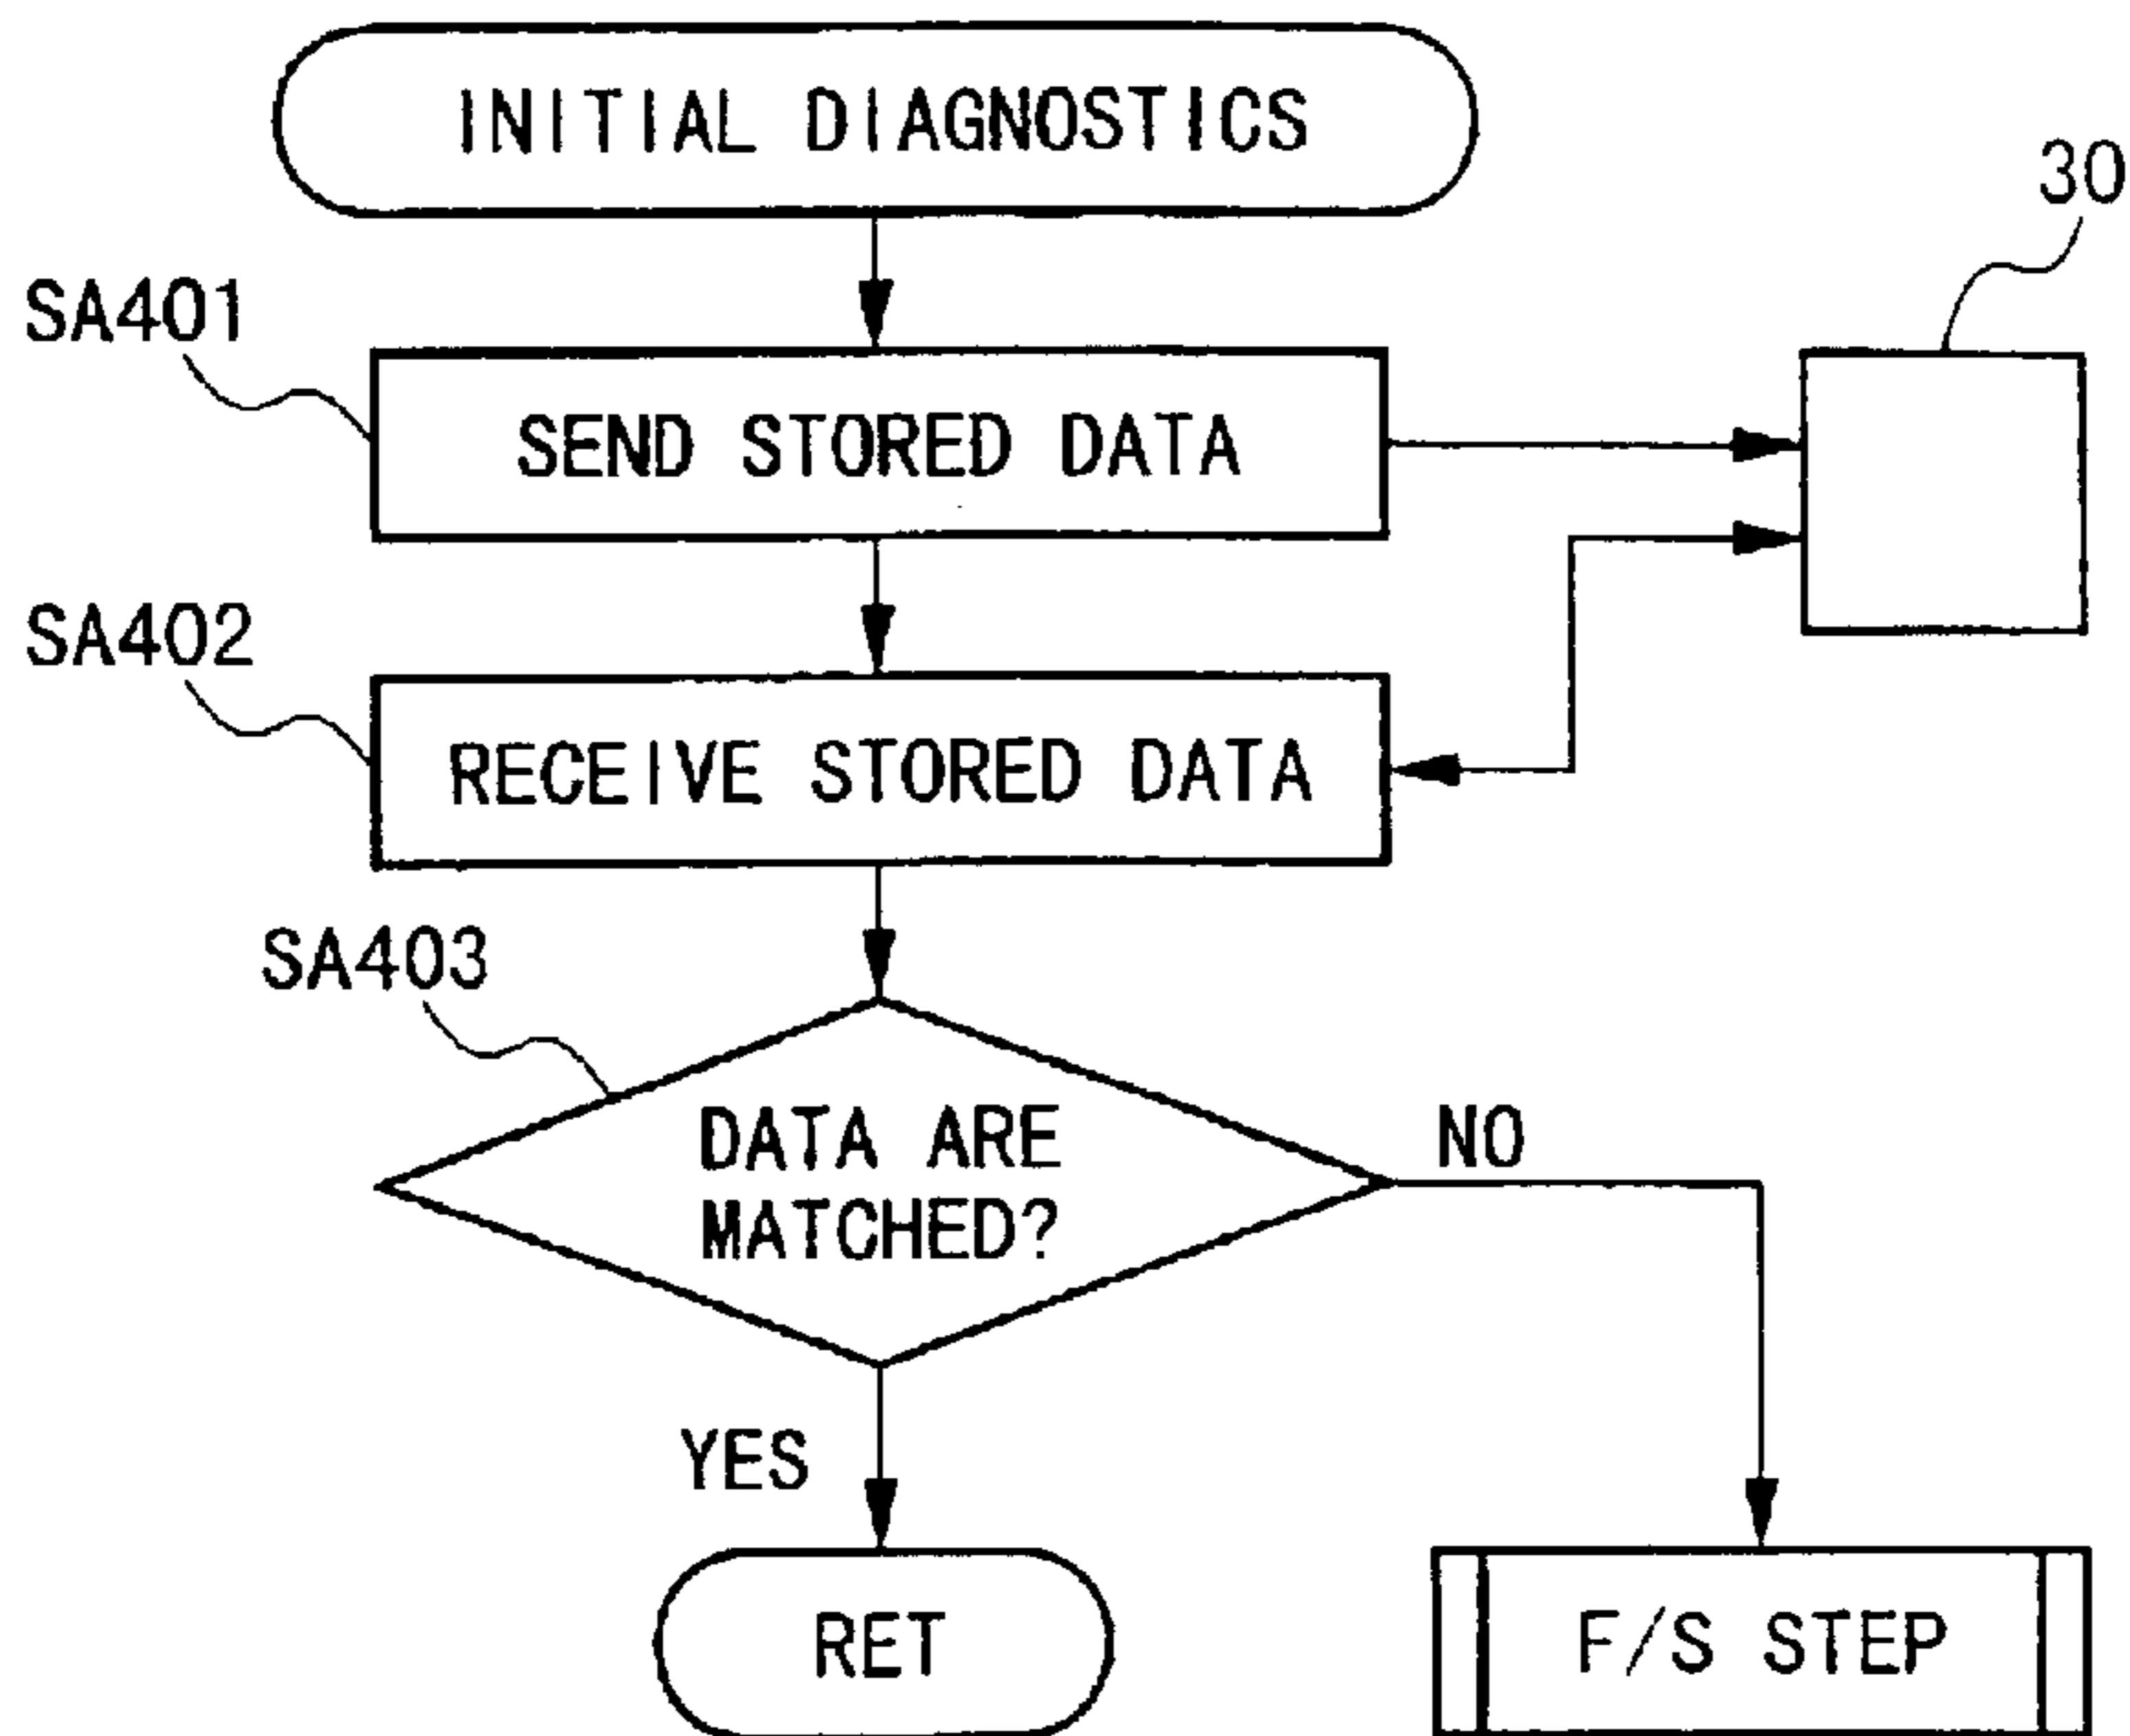 INITIAL DIAGNOSTICS
30
SA401
SEND STORED DATA
SA402
RECEIVE STORED DATA
SA403
DATA ARE
MATCHED?
NO
YES
RET
F/S STEP